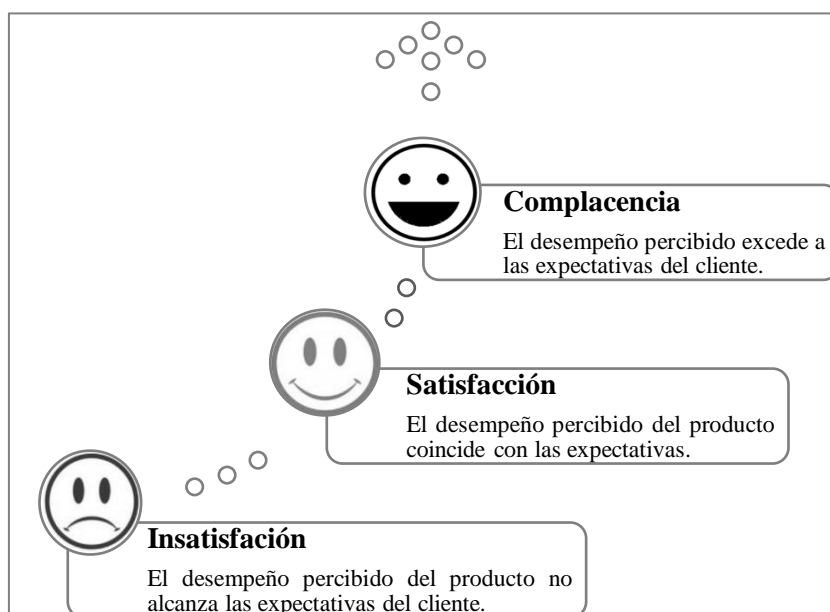 Complacencia
El desempeño percibido excede a
las expectativas del cliente.
Satisfacción
El desempeño percibido del producto
coincide con las expectativas.
Insatisfación
El desempeño percibido del producto no
alcanza las expectativas del cliente.